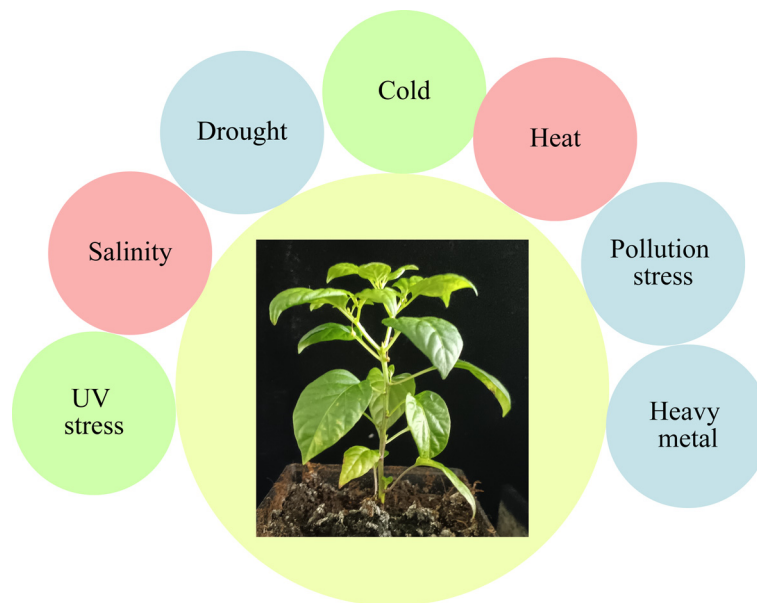 Cold
Drought
Heat
Salinity
Pollution
stress
UV
stress
Heavy
metal